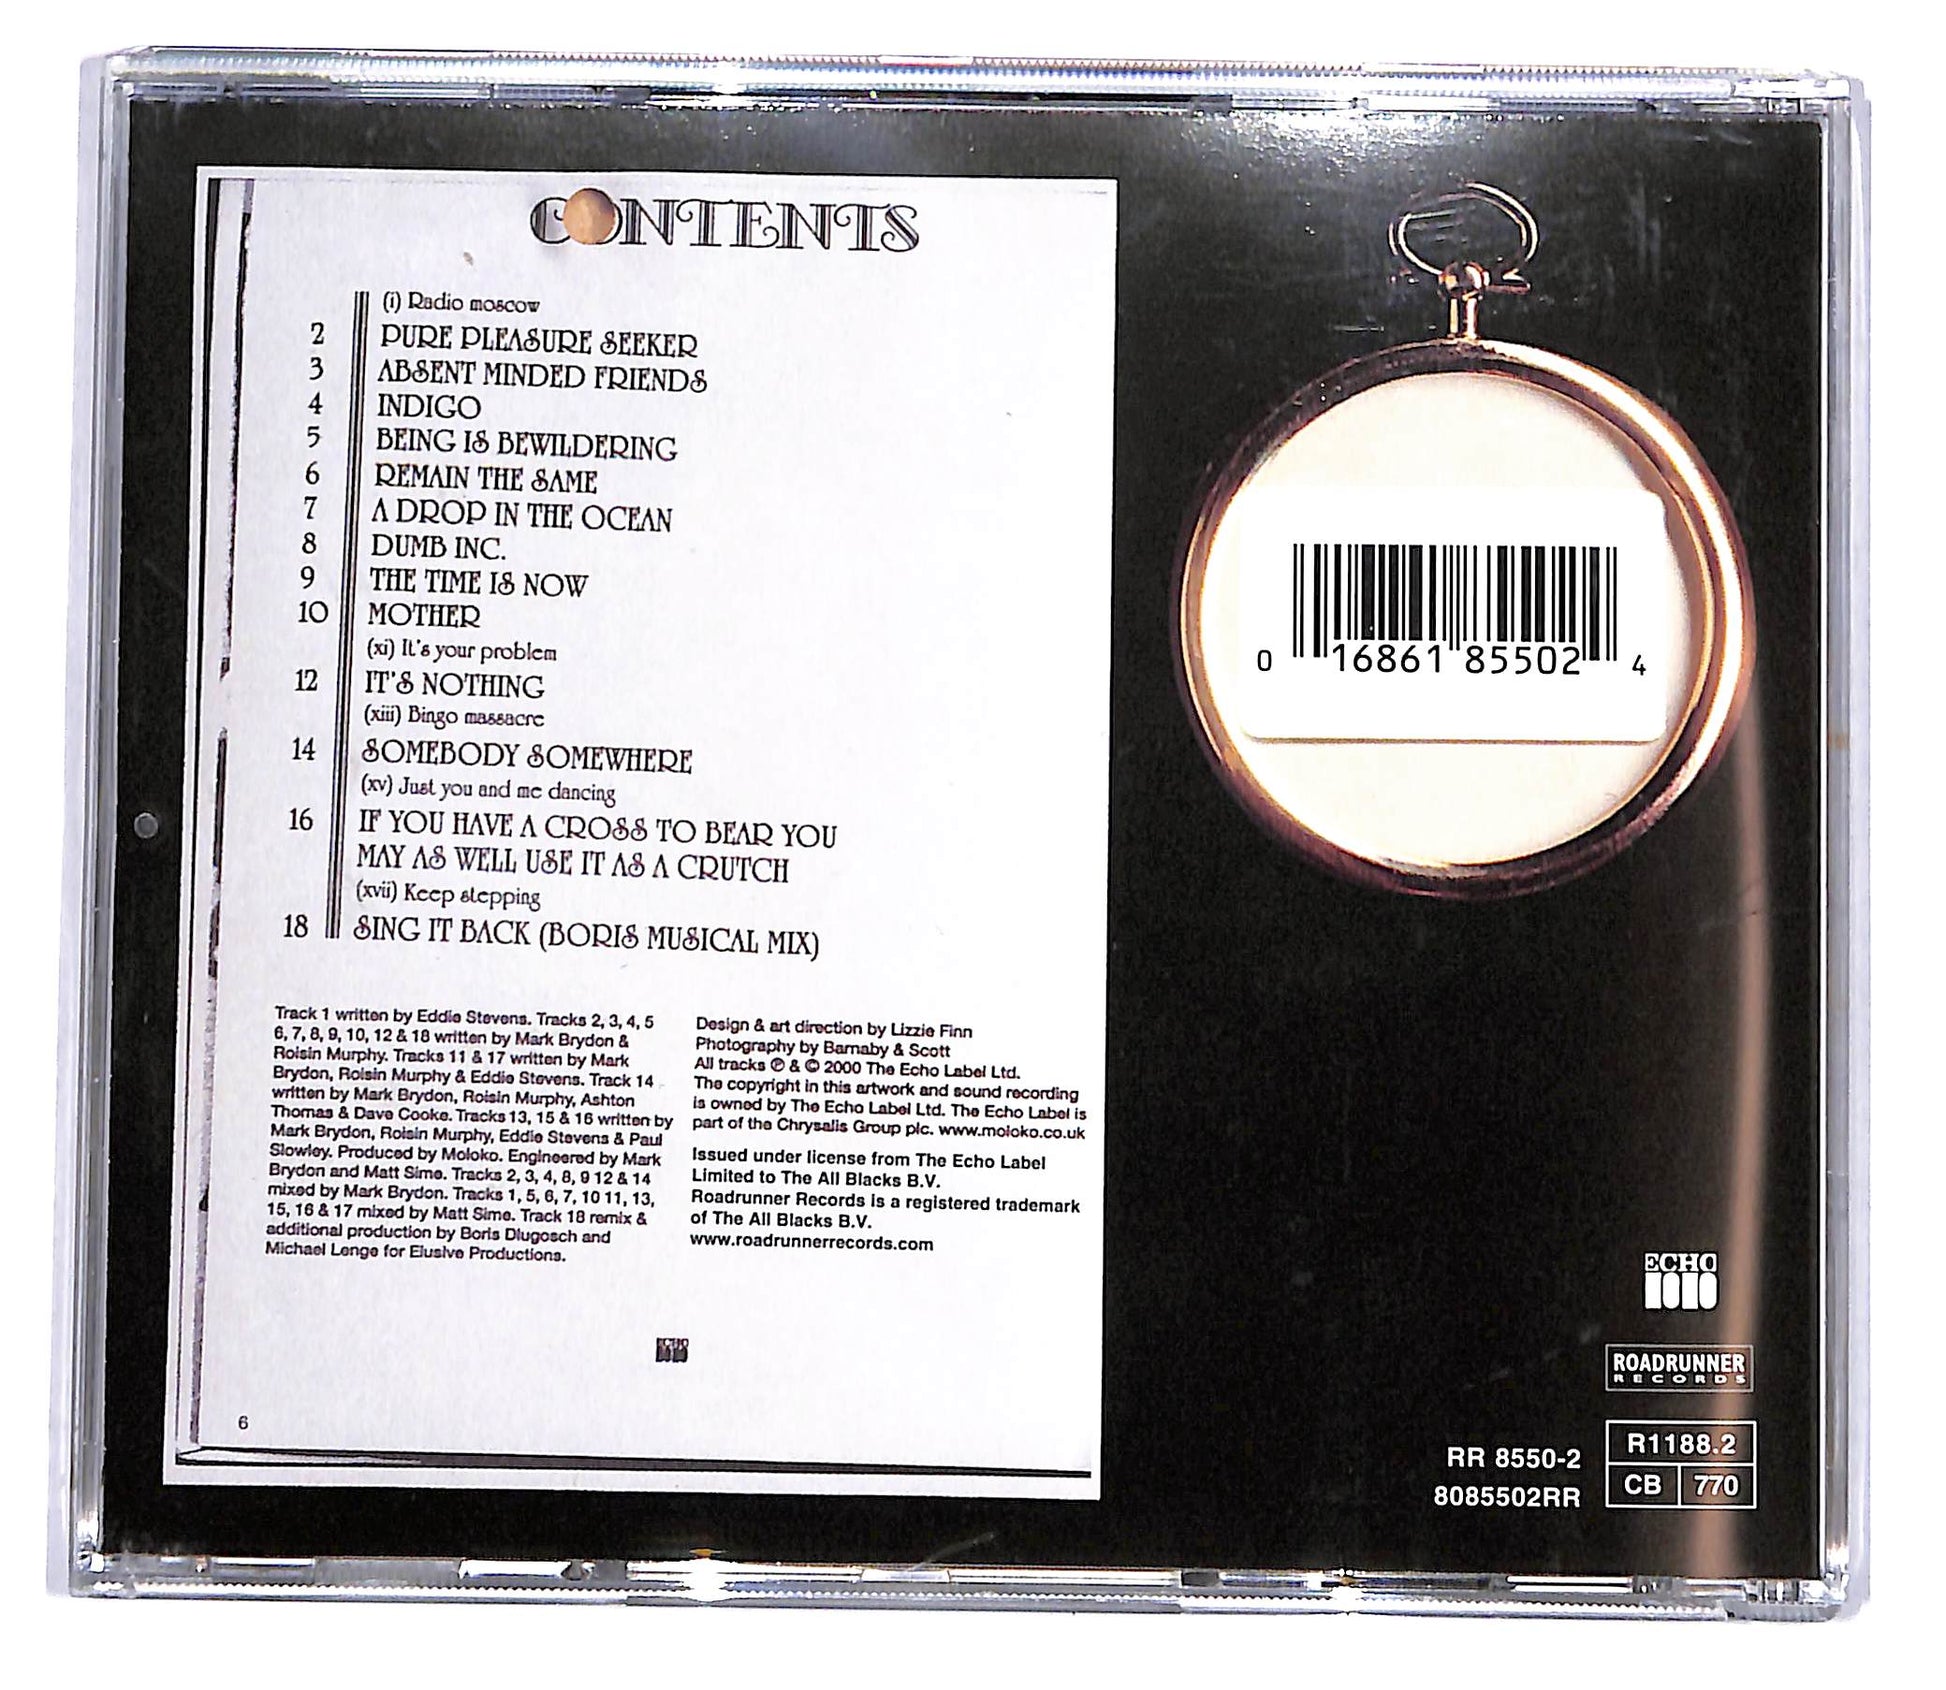 CONTENTS
(i) Radio moscow
2 PURE PLEASURE SEEKER
3 ABSENT MINDED FRIENDS
4 INDIGO
5 BEING IS BEWILDERING
6 REMAIN THE SAME
7 A DROP IN THE OCEAN
8 DUMB INC.
9 THE TIME IS NOW
10 MOTHER
(xi) It's your problem
12 IT'S NOTHING
(xiii) Bingo massacre
14 SOMEBODY SOMEWHERE
(xv) Just you and me dancing
16 IF YOU HAVE A CROSS TO BEAR YOU
MAY AS WELL USE IT AS A CRUTCH
(xvii) Keep stepping
18 SING IT BACK (BORIS MUSICAL MIX)
Track 1 written by Eddie Stevens. Tracks 2, 3, 4, 5
6, 7, 8, 9, 10, 12 & 18 written by Mark Brydon &
Roisin Murphy. Tracks 11 & 17 written by Mark
Brydon, Roisin Murphy & Eddie Stevens. Track 14
written by Mark Brydon, Roisin Murphy, Ashton
Thomas & Dave Cooke. Tracks 13, 15 & 16 written by
Mark Brydon, Roisin Murphy, Eddie Stevens & Paul
Slowley. Produced by Moloko. Engineered by Mark
Brydon and Matt Sime. Tracks 2, 3, 4, 8, 9 12 & 14
mixed by Mark Brydon. Tracks 1, 5, 6, 7, 10 11, 13,
15, 16 & 17 mixed by Matt Sime. Track 18 remix &
additional production by Boris Dlugosch and
Michael Lange for Elusive Productions.
Design & art direction by Lizzie Finn
Photography by Barnaby & Scott
All tracks ℗ & © 2000 The Echo Label Ltd.
The copyright in this artwork and sound recording
is owned by The Echo Label Ltd. The Echo Label is
part of the Chrysalis Group plc. www.moloko.co.uk
Issued under license from The Echo Label
Limited to The All Blacks B.V.
Roadrunner Records is a registered trademark
of The All Blacks B.V.
www.roadrunnerrecords.com
ECHO
6
0 16861 85502 4
ECHO
ROADRUNNER
RECORDS
RR 8550-2
8085502RR
R1188.2
CB 770